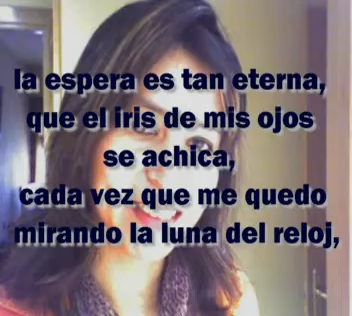 la espera es tan eterna,
que el iris de mis ojos
se achica,
cada vez que me quedo
mirando la luna del reloj,